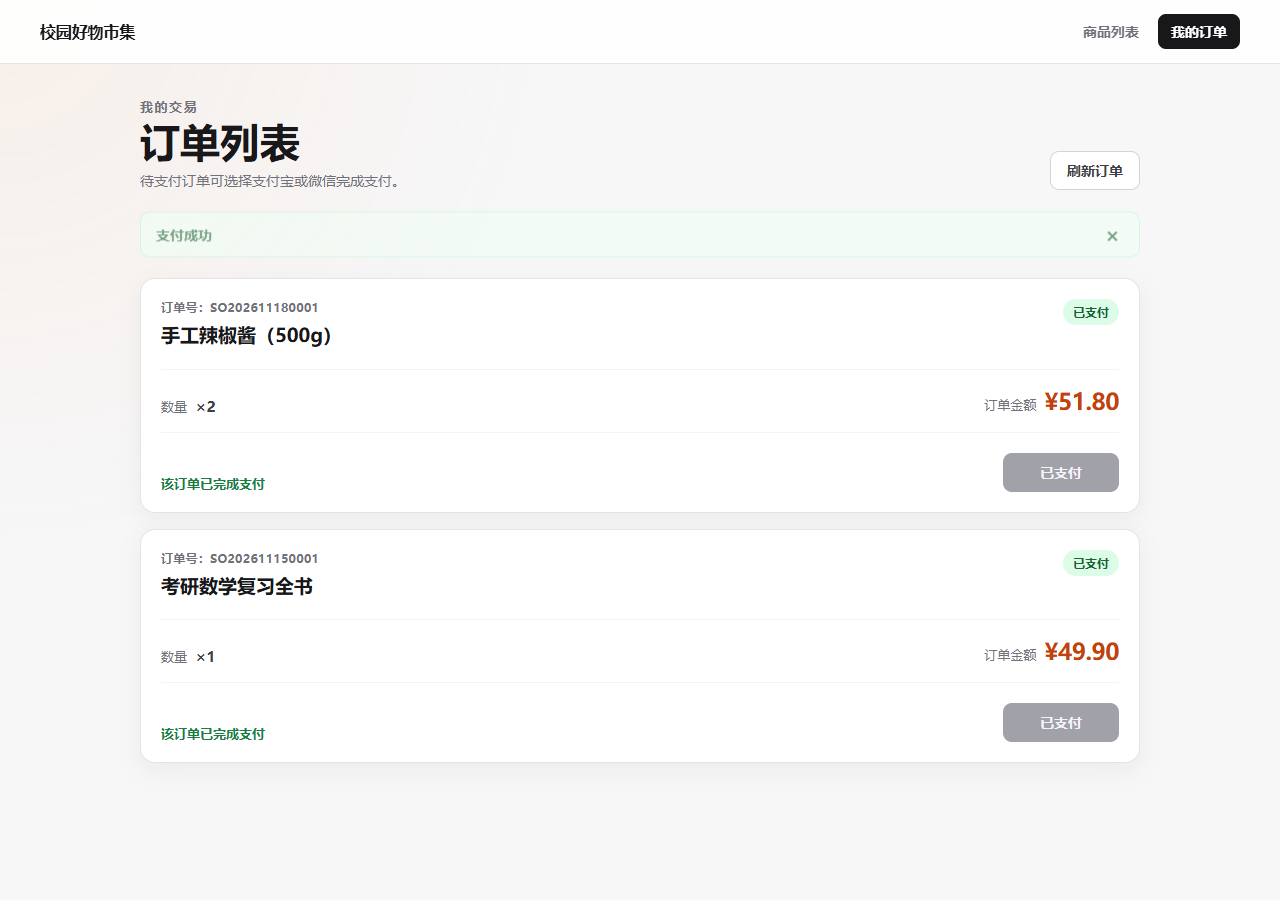 校园好物市集
商品列表
我的订单
我的交易
订单列表
待支付订单可选择支付宝或微信完成支付。
刷新订单
支付成功
×
订单号：SO202611180001
已支付
手工辣椒酱（500g）
数量 ×2
订单金额 ¥51.80
该订单已完成支付
已支付
订单号：SO202611150001
已支付
考研数学复习全书
数量 ×1
订单金额 ¥49.90
该订单已完成支付
已支付